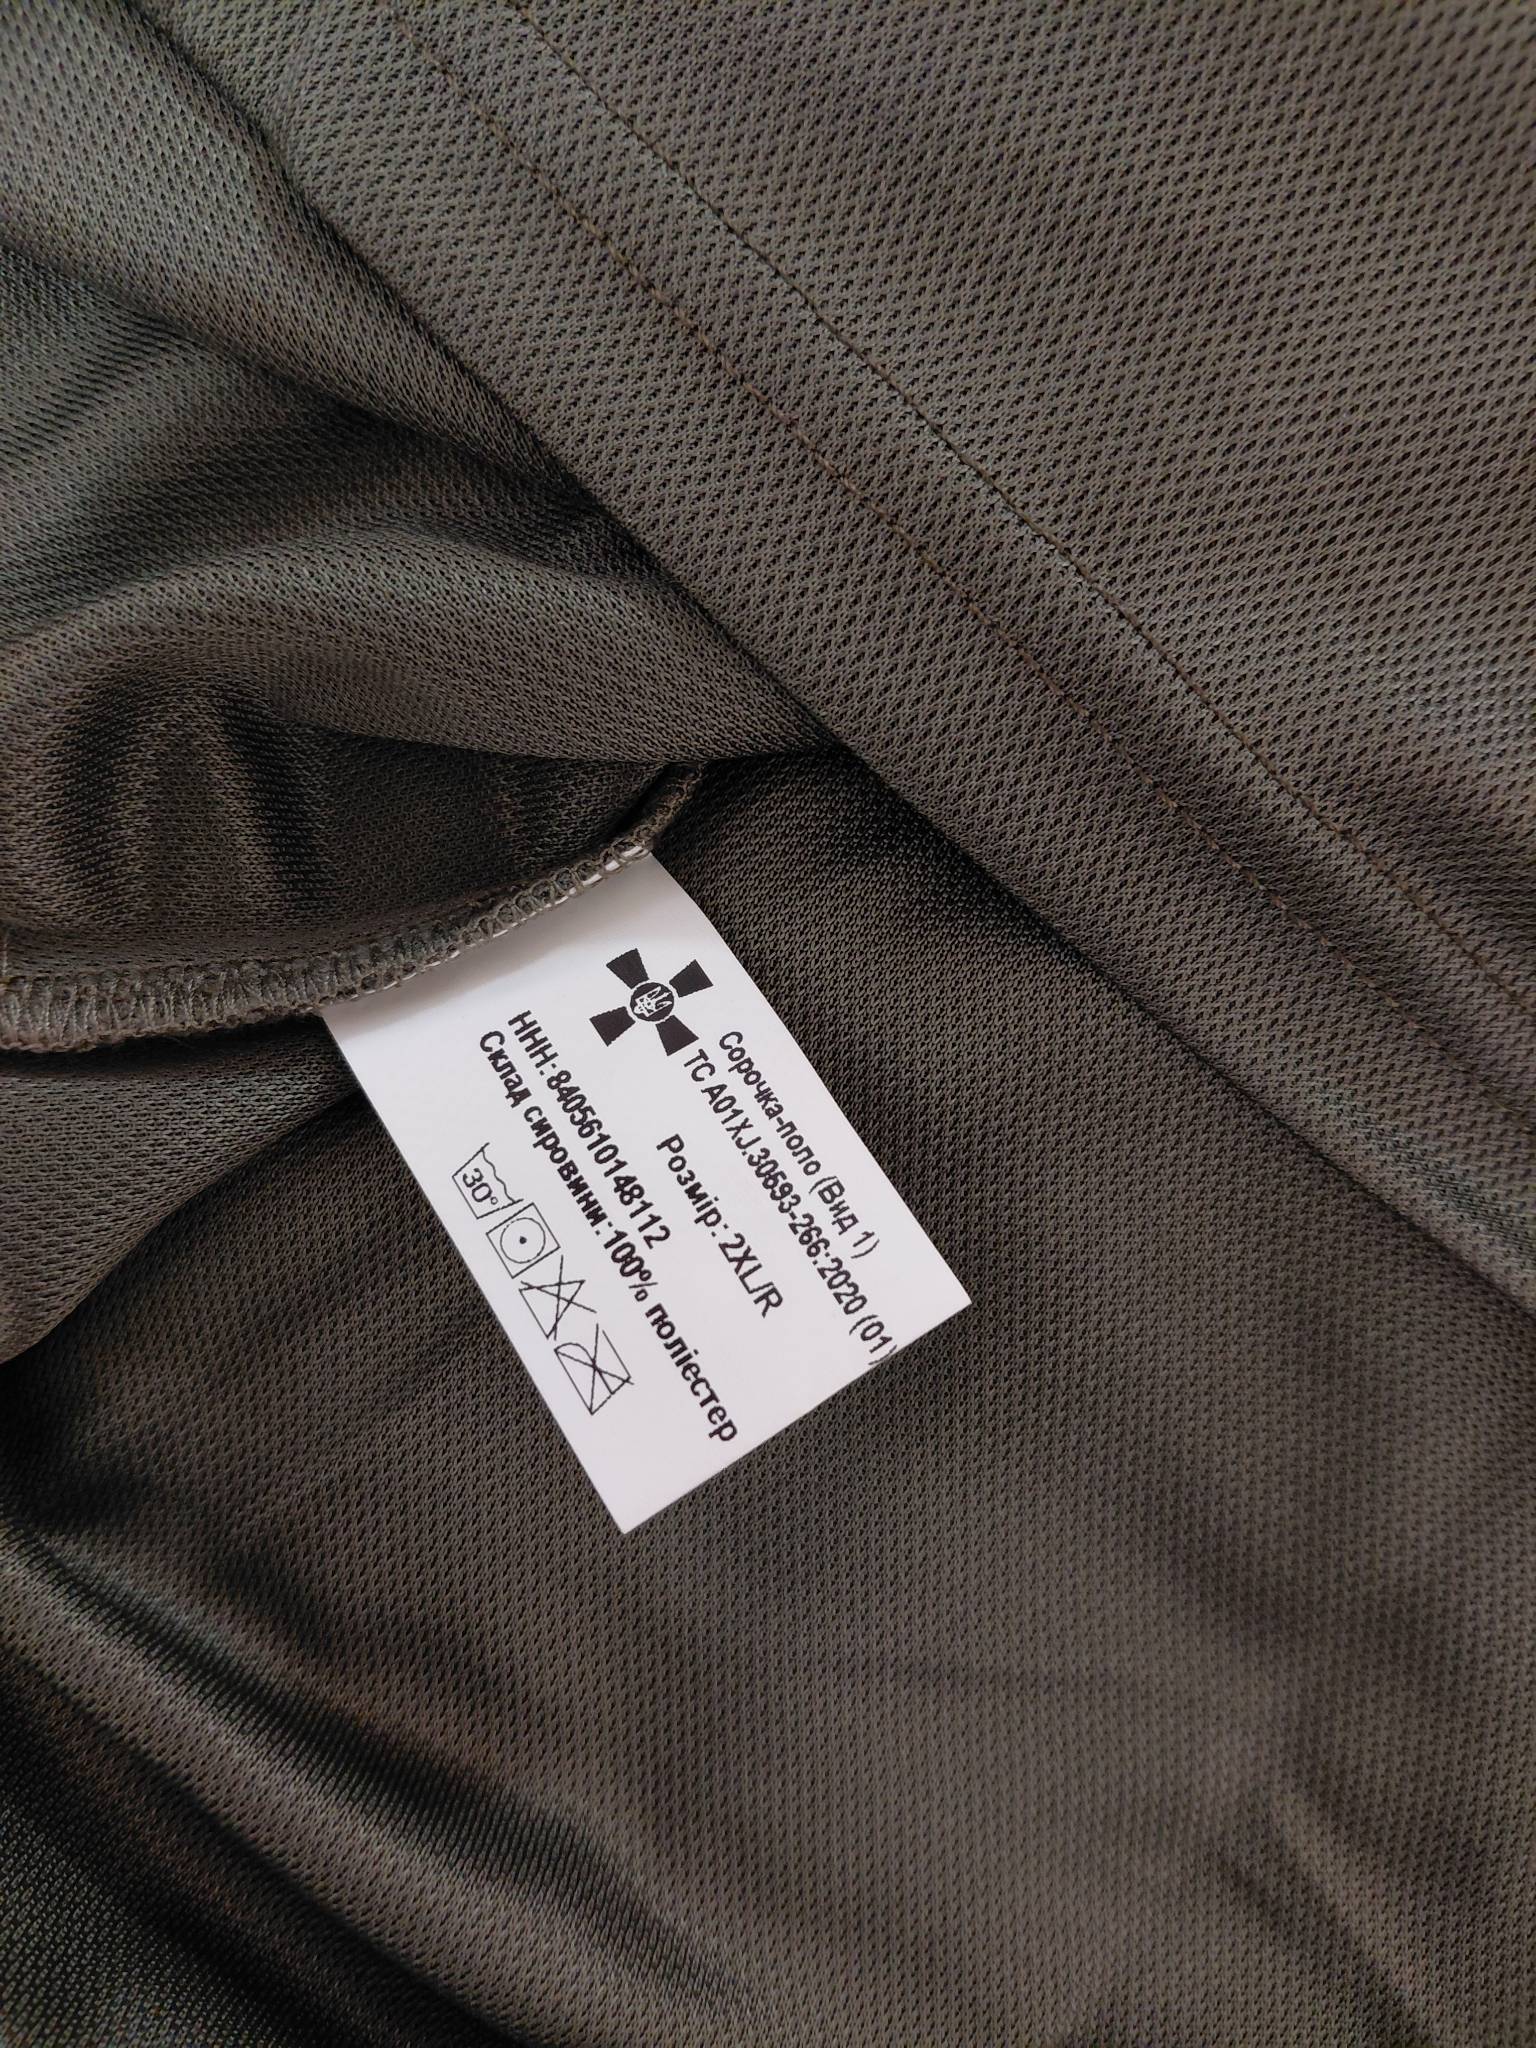 Сорочка-поло (Вид 1)
ТС А01XJ.30693-266:2020 (01)
Розмір: 2XL/R
ННН: 8405610148112
Склад сировини: 100% поліестер
30°